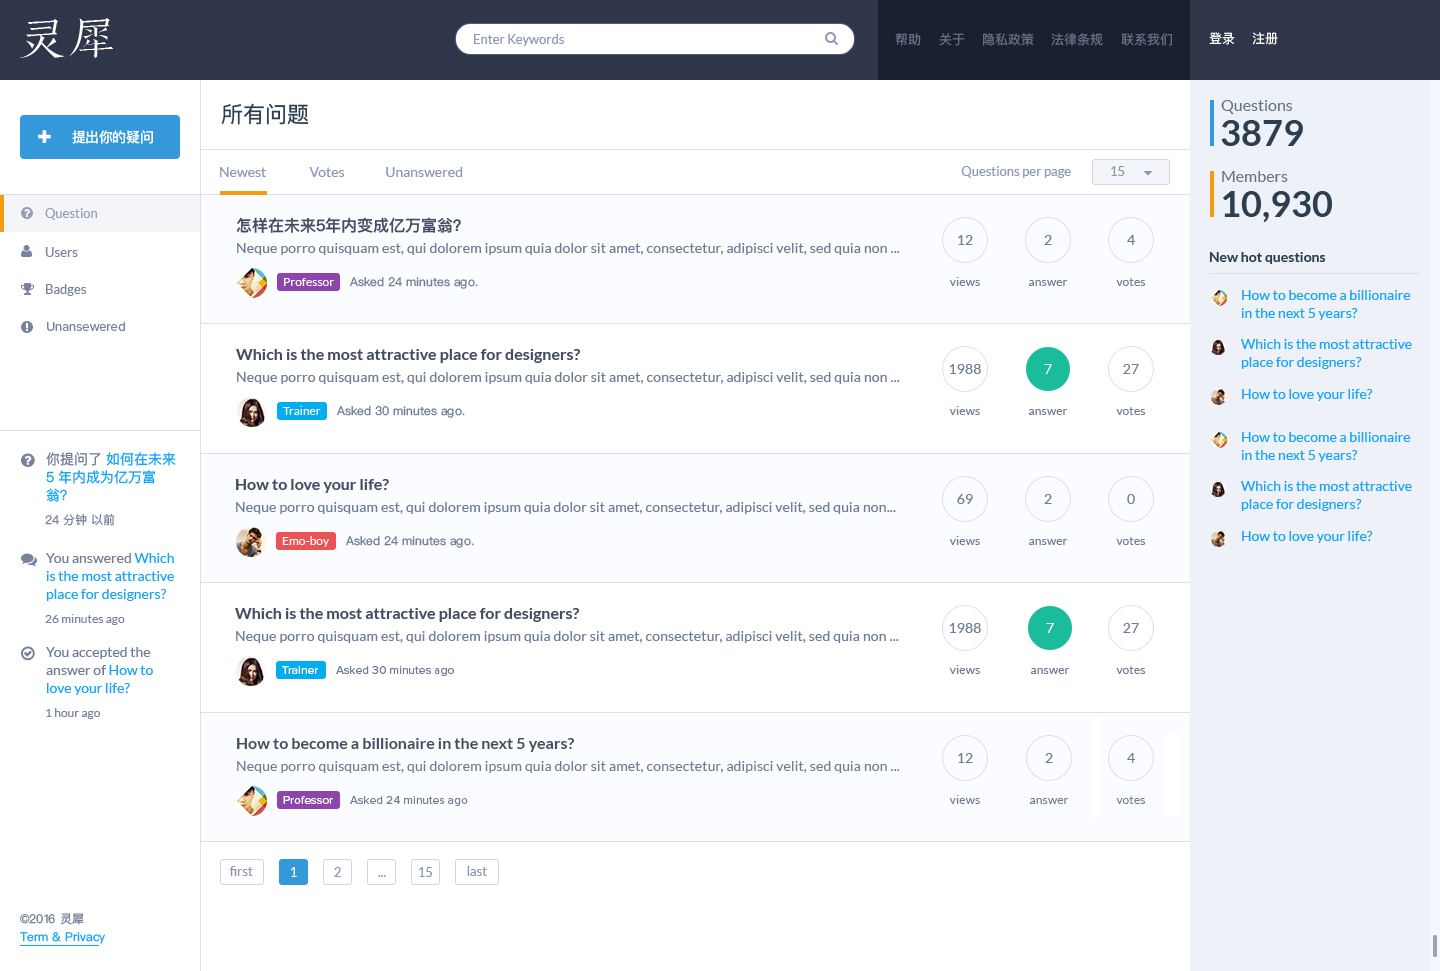 灵犀
Enter Keywords
帮助 关于 隐私政策 法律条规 联系我们
登录 注册
提出你的疑问
Question
Users
Badges
Unansewered
你提问了 如何在未来
5 年内成为亿万富
翁?
24 分钟 以前
You answered Which
is the most attractive
place for designers?
26 minutes ago
You accepted the
answer of How to
love your life?
1 hour ago
©2016 灵犀
Term & Privacy
所有问题
Newest Votes Unanswered
Questions per page 15
怎样在未来5年内变成亿万富翁?
Neque porro quisquam est, qui dolorem ipsum quia dolor sit amet, consectetur, adipisci velit, sed quia non ...
Professor Asked 24 minutes ago.
12 2 4
views answer votes
Which is the most attractive place for designers?
Neque porro quisquam est, qui dolorem ipsum quia dolor sit amet, consectetur, adipisci velit, sed quia non ...
Trainer Asked 30 minutes ago.
1988 7 27
views answer votes
How to love your life?
Neque porro quisquam est, qui dolorem ipsum quia dolor sit amet, consectetur, adipisci velit, sed quia non...
Emo-boy Asked 24 minutes ago.
69 2 0
views answer votes
Which is the most attractive place for designers?
Neque porro quisquam est, qui dolorem ipsum quia dolor sit amet, consectetur, adipisci velit, sed quia non ...
Trainer Asked 30 minutes ago
1988 7 27
views answer votes
How to become a billionaire in the next 5 years?
Neque porro quisquam est, qui dolorem ipsum quia dolor sit amet, consectetur, adipisci velit, sed quia non ...
Professor Asked 24 minutes ago
12 2 4
views answer votes
first 1 2 ... 15 last
Questions
3879
Members
10,930
New hot questions
How to become a billionaire
in the next 5 years?
Which is the most attractive
place for designers?
How to love your life?
How to become a billionaire
in the next 5 years?
Which is the most attractive
place for designers?
How to love your life?